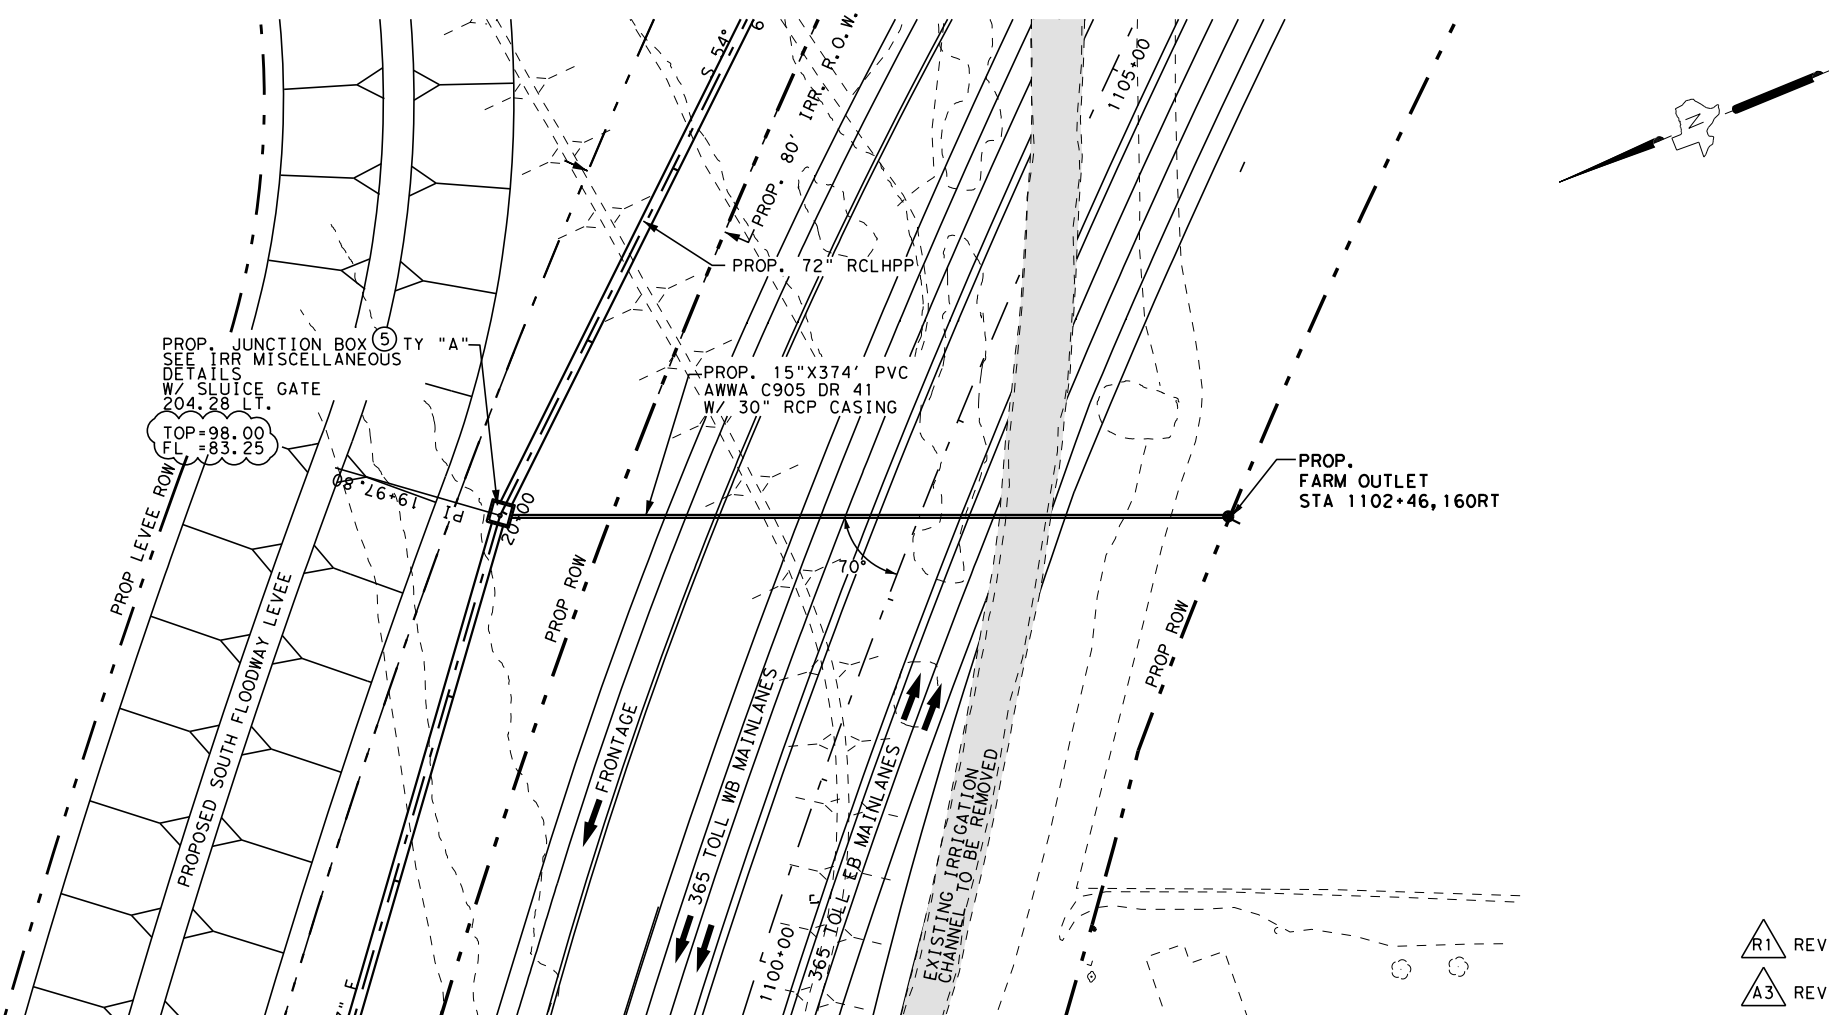 S 54°
6
PROP. 80' IRR. R.O.W.
1105+00
N
PROP. 72" RCLHPP
PROP. JUNCTION BOX 5 TY "A"
SEE IRR MISCELLANEOUS
DETAILS
W/ SLUICE GATE
204.28 LT.
TOP=98.00
FL =83.25
PROP. 15"X374' PVC
AWWA C905 DR 41
W/ 30" RCP CASING
PROP.
FARM OUTLET
STA 1102+46,160RT
PI 19+97.80
20+00
70°
PROP LEVEE ROW
PROP ROW
PROP ROW
PROPOSED SOUTH FLOODWAY LEVEE
FRONTAGE
365 TOLL WB MAINLANES
365 TOLL EB MAINLANES
EXISTING IRRIGATION
CHANNEL TO BE REMOVED
1100+00
" E
R1 REV
A3 REV